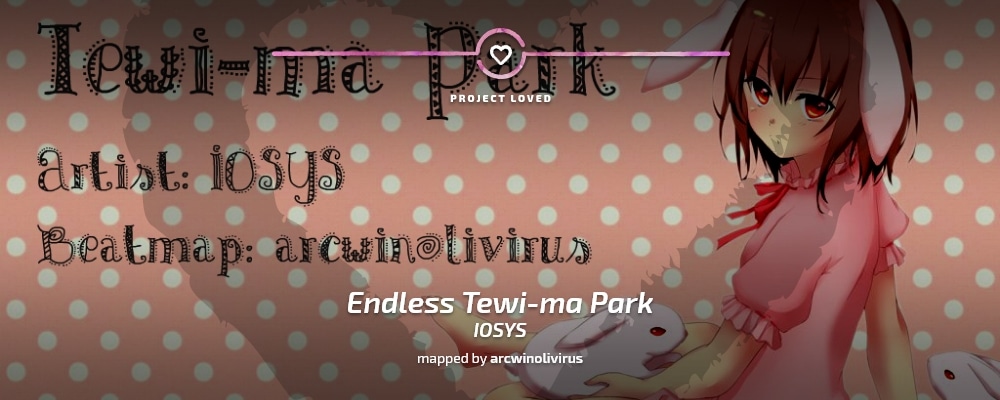 Tewi-ma Park
PROJECT LOVED
artist: IOSYS
Beatmap: arcwinolivirus
Endless Tewi-ma Park
IOSYS
mapped by arcwinolivirus